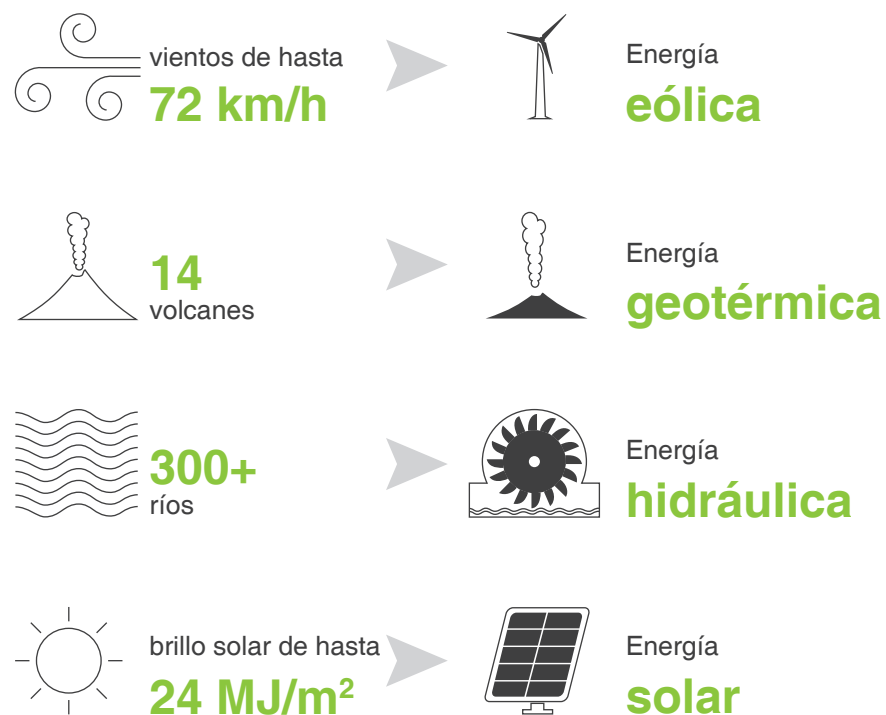 vientos de hasta
72 km/h
Energía
eólica
14
volcanes
Energía
geotérmica
300+
ríos
Energía
hidráulica
brillo solar de hasta
24 MJ/m²
Energía
solar